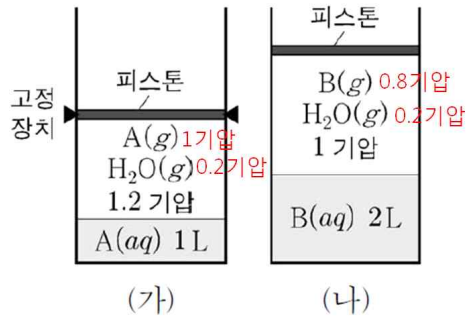 피스톤
고정
장치
A(g) 1기압
H₂O(g) 0.2기압
1.2 기압
A(aq) 1 L
(가)
피스톤
B(g) 0.8기압
H₂O(g) 0.2기압
1 기압
B(aq) 2 L
(나)